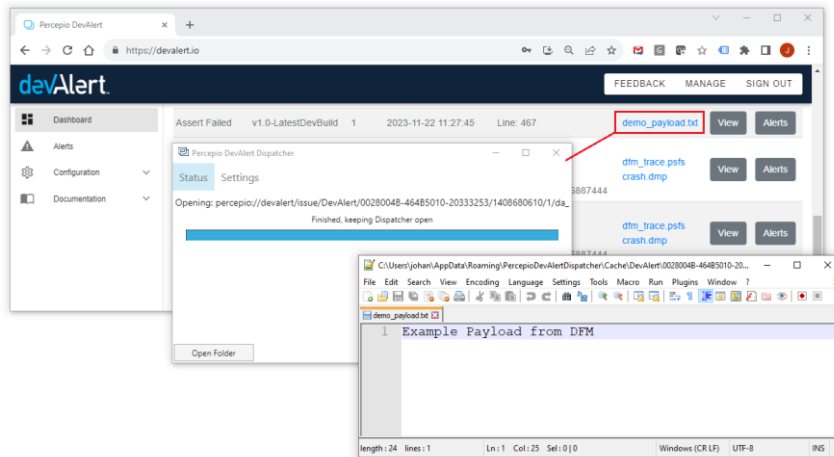 Percepio DevAlert
https://devalert.io
devAlert.
FEEDBACK MANAGE SIGN OUT
Dashboard
Alerts
Configuration
Documentation
Assert Failed v1.0-LatestDevBuild 1 2023-11-22 11:27:45 Line: 467 demo_payload.txt View Alerts
dfm_trace.psfs
crash.dmp
View Alerts
5887444
dfm_trace.psfs
crash.dmp
View Alerts
Percepio DevAlert Dispatcher
Status Settings
Opening: percepio://devalert/issue/DevAlert/0028004B-464B5010-20333253/1408680610/1/da_
Finished, keeping Dispatcher open
Open Folder
C:\Users\johan\AppData\Roaming\PercepioDevAlertDispatcher\Cache\DevAlert\0028004B-464B5010-20...
File Edit Search View Encoding Language Settings Tools Macro Run Plugins Window ?
demo_payload.txt
1 Example Payload from DFM
length : 24 lines : 1 Ln : 1 Col : 25 Sel : 0 | 0 Windows (CR LF) UTF-8 INS